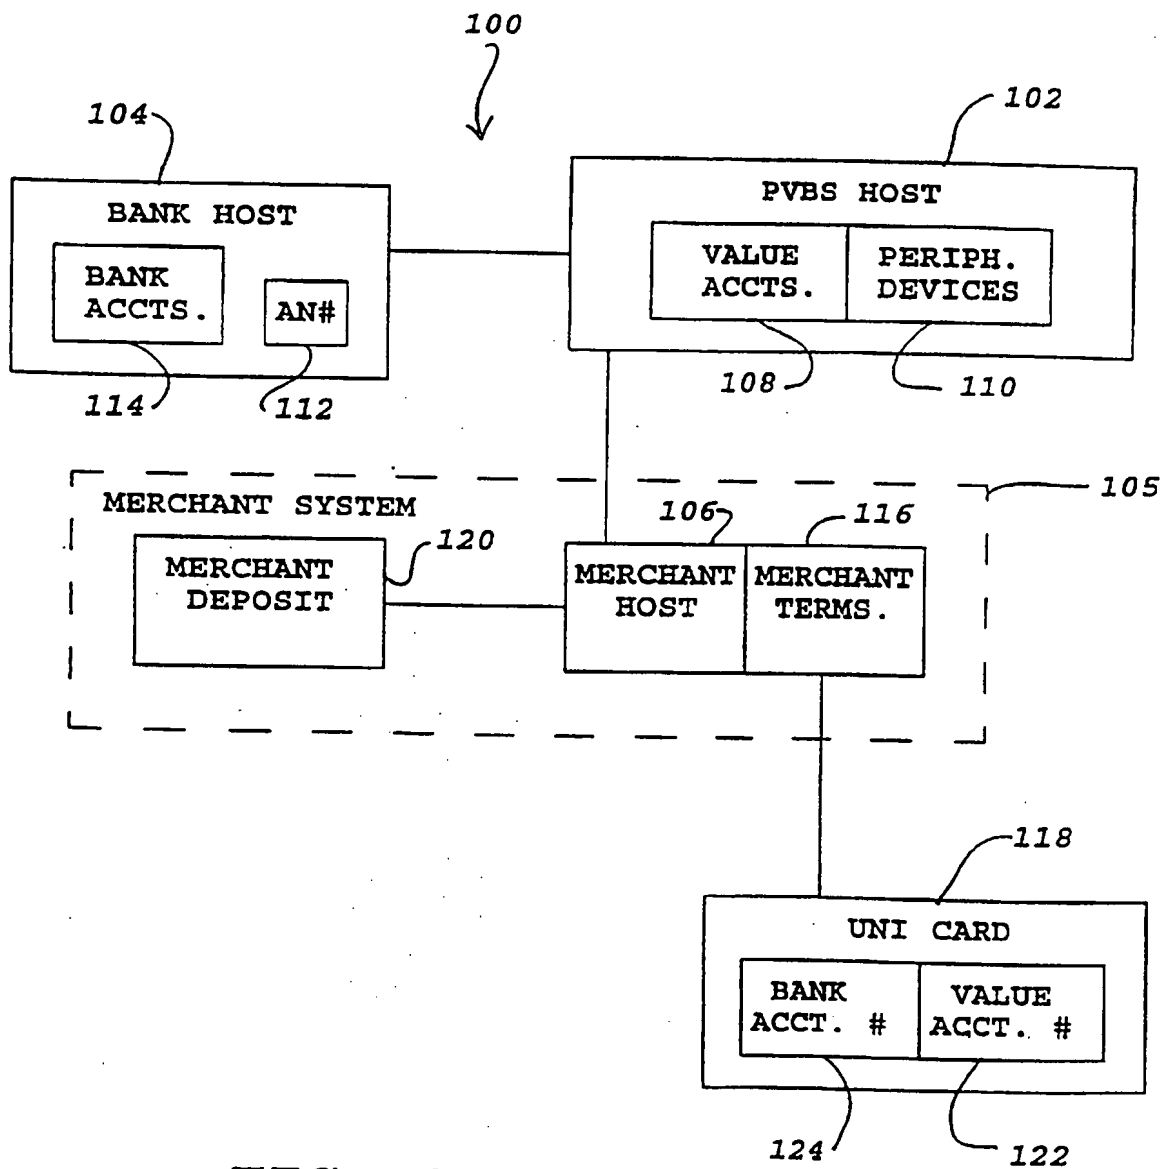 100
104
102
BANK HOST
BANK
ACCTS.
AN#
114
112
PVBS HOST
VALUE
ACCTS.
PERIPH.
DEVICES
108
110
105
MERCHANT SYSTEM
106
116
120
MERCHANT
DEPOSIT
MERCHANT
HOST
MERCHANT
TERMS.
118
UNI CARD
BANK
ACCT. #
VALUE
ACCT. #
124
122